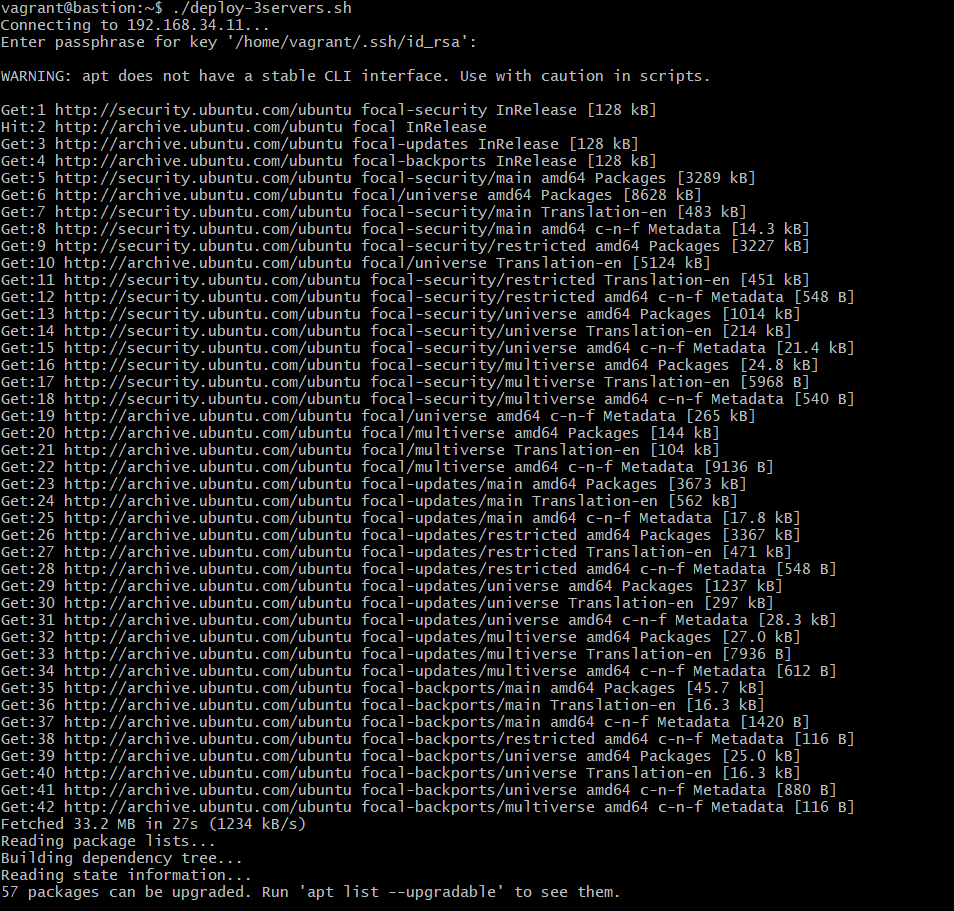 vagrant@bastion:~$ ./deploy-3servers.sh
Connecting to 192.168.34.11...
Enter passphrase for key '/home/vagrant/.ssh/id_rsa':
WARNING: apt does not have a stable CLI interface. Use with caution in scripts.
Get:1 http://security.ubuntu.com/ubuntu focal-security InRelease [128 kB]
Hit:2 http://archive.ubuntu.com/ubuntu focal InRelease
Get:3 http://archive.ubuntu.com/ubuntu focal-updates InRelease [128 kB]
Get:4 http://archive.ubuntu.com/ubuntu focal-backports InRelease [128 kB]
Get:5 http://security.ubuntu.com/ubuntu focal-security/main amd64 Packages [3289 kB]
Get:6 http://archive.ubuntu.com/ubuntu focal/universe amd64 Packages [8628 kB]
Get:7 http://security.ubuntu.com/ubuntu focal-security/main Translation-en [483 kB]
Get:8 http://security.ubuntu.com/ubuntu focal-security/main amd64 c-n-f Metadata [14.3 kB]
Get:9 http://security.ubuntu.com/ubuntu focal-security/restricted amd64 Packages [3227 kB]
Get:10 http://archive.ubuntu.com/ubuntu focal/universe Translation-en [5124 kB]
Get:11 http://security.ubuntu.com/ubuntu focal-security/restricted Translation-en [451 kB]
Get:12 http://security.ubuntu.com/ubuntu focal-security/restricted amd64 c-n-f Metadata [548 B]
Get:13 http://security.ubuntu.com/ubuntu focal-security/universe amd64 Packages [1014 kB]
Get:14 http://security.ubuntu.com/ubuntu focal-security/universe Translation-en [214 kB]
Get:15 http://security.ubuntu.com/ubuntu focal-security/universe amd64 c-n-f Metadata [21.4 kB]
Get:16 http://security.ubuntu.com/ubuntu focal-security/multiverse amd64 Packages [24.8 kB]
Get:17 http://security.ubuntu.com/ubuntu focal-security/multiverse Translation-en [5968 B]
Get:18 http://security.ubuntu.com/ubuntu focal-security/multiverse amd64 c-n-f Metadata [540 B]
Get:19 http://archive.ubuntu.com/ubuntu focal/universe amd64 c-n-f Metadata [265 kB]
Get:20 http://archive.ubuntu.com/ubuntu focal/multiverse amd64 Packages [144 kB]
Get:21 http://archive.ubuntu.com/ubuntu focal/multiverse Translation-en [104 kB]
Get:22 http://archive.ubuntu.com/ubuntu focal/multiverse amd64 c-n-f Metadata [9136 B]
Get:23 http://archive.ubuntu.com/ubuntu focal-updates/main amd64 Packages [3673 kB]
Get:24 http://archive.ubuntu.com/ubuntu focal-updates/main Translation-en [562 kB]
Get:25 http://archive.ubuntu.com/ubuntu focal-updates/main amd64 c-n-f Metadata [17.8 kB]
Get:26 http://archive.ubuntu.com/ubuntu focal-updates/restricted amd64 Packages [3367 kB]
Get:27 http://archive.ubuntu.com/ubuntu focal-updates/restricted Translation-en [471 kB]
Get:28 http://archive.ubuntu.com/ubuntu focal-updates/restricted amd64 c-n-f Metadata [548 B]
Get:29 http://archive.ubuntu.com/ubuntu focal-updates/universe amd64 Packages [1237 kB]
Get:30 http://archive.ubuntu.com/ubuntu focal-updates/universe Translation-en [297 kB]
Get:31 http://archive.ubuntu.com/ubuntu focal-updates/universe amd64 c-n-f Metadata [28.3 kB]
Get:32 http://archive.ubuntu.com/ubuntu focal-updates/multiverse amd64 Packages [27.0 kB]
Get:33 http://archive.ubuntu.com/ubuntu focal-updates/multiverse Translation-en [7936 B]
Get:34 http://archive.ubuntu.com/ubuntu focal-updates/multiverse amd64 c-n-f Metadata [612 B]
Get:35 http://archive.ubuntu.com/ubuntu focal-backports/main amd64 Packages [45.7 kB]
Get:36 http://archive.ubuntu.com/ubuntu focal-backports/main Translation-en [16.3 kB]
Get:37 http://archive.ubuntu.com/ubuntu focal-backports/main amd64 c-n-f Metadata [1420 B]
Get:38 http://archive.ubuntu.com/ubuntu focal-backports/restricted amd64 c-n-f Metadata [116 B]
Get:39 http://archive.ubuntu.com/ubuntu focal-backports/universe amd64 Packages [25.0 kB]
Get:40 http://archive.ubuntu.com/ubuntu focal-backports/universe Translation-en [16.3 kB]
Get:41 http://archive.ubuntu.com/ubuntu focal-backports/universe amd64 c-n-f Metadata [880 B]
Get:42 http://archive.ubuntu.com/ubuntu focal-backports/multiverse amd64 c-n-f Metadata [116 B]
Fetched 33.2 MB in 27s (1234 kB/s)
Reading package lists...
Building dependency tree...
Reading state information...
57 packages can be upgraded. Run 'apt list --upgradable' to see them.